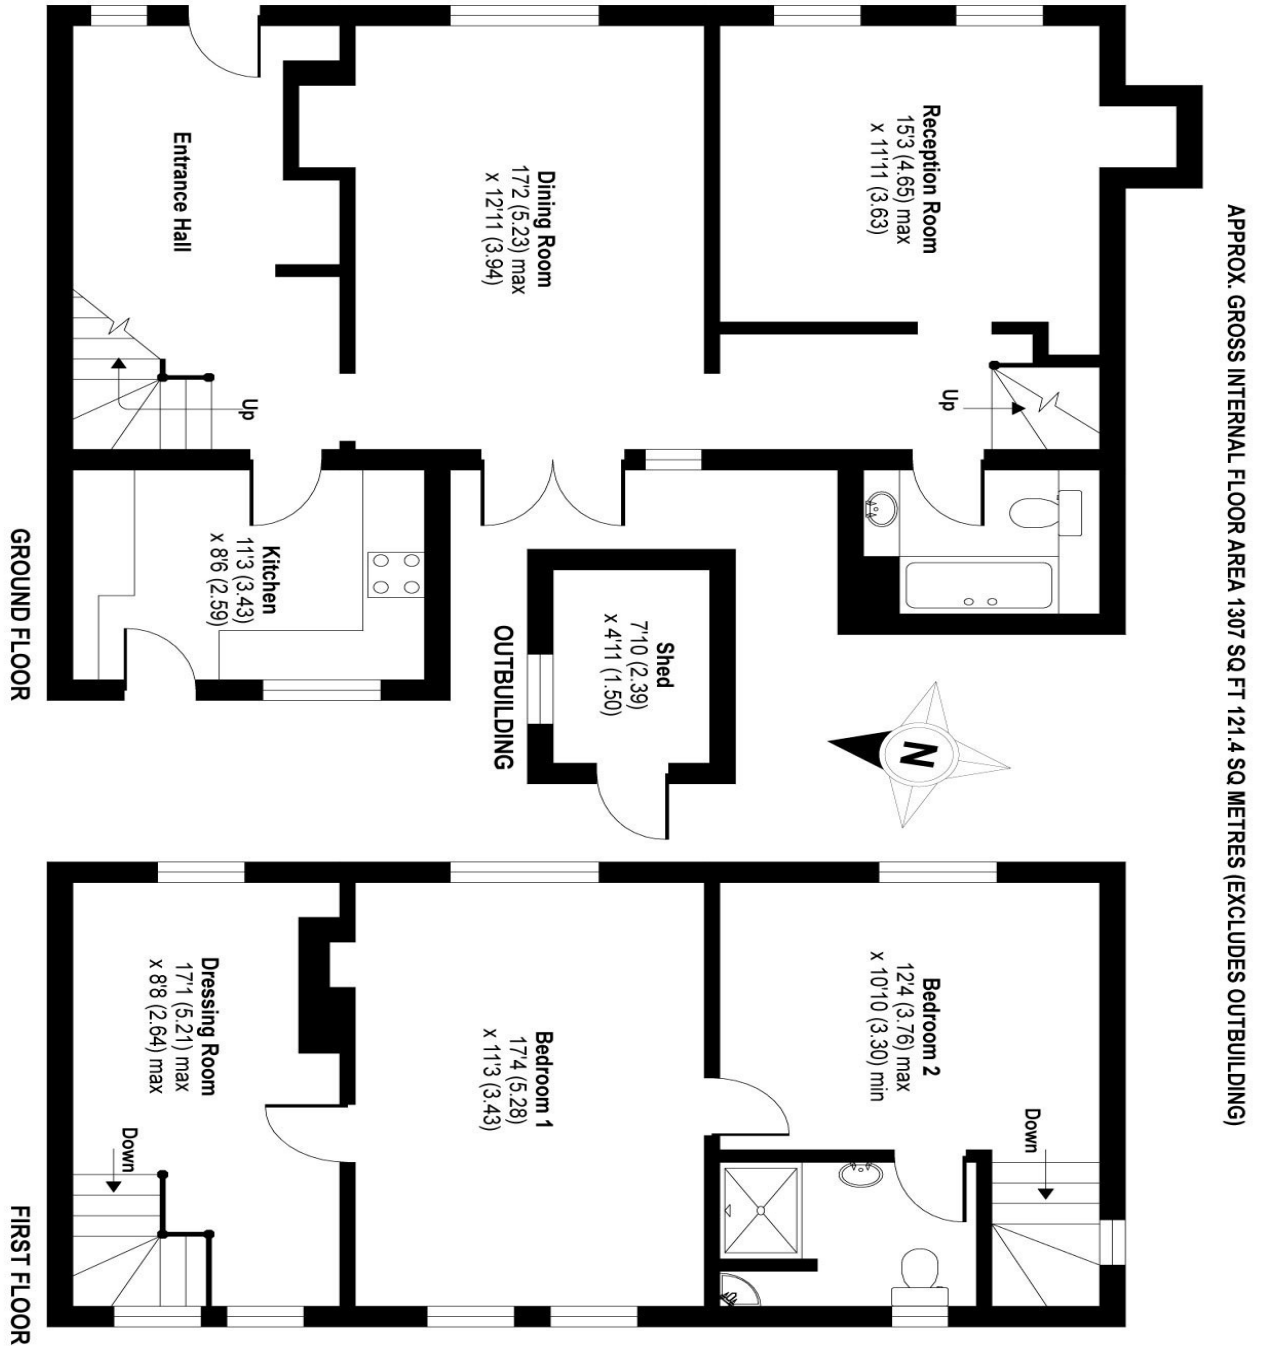 APPROX. GROSS INTERNAL FLOOR AREA 1307 SQ FT 121.4 SQ METRES (EXCLUDES OUTBUILDING)
Reception Room
15'3 (4.65) max
x 11'11 (3.63)
Up
Dining Room
17'2 (5.23) max
x 12'11 (3.94)
Entrance Hall
Up
Kitchen
11'3 (3.43)
x 8'6 (2.59)
GROUND FLOOR
Shed
7'10 (2.39)
x 4'11 (1.50)
OUTBUILDING
N
Bedroom 2
12'4 (3.76) max
x 10'10 (3.30) min
Down
Bedroom 1
17'4 (5.28)
x 11'3 (3.43)
Dressing Room
17'1 (5.21) max
x 8'8 (2.64) max
Down
FIRST FLOOR